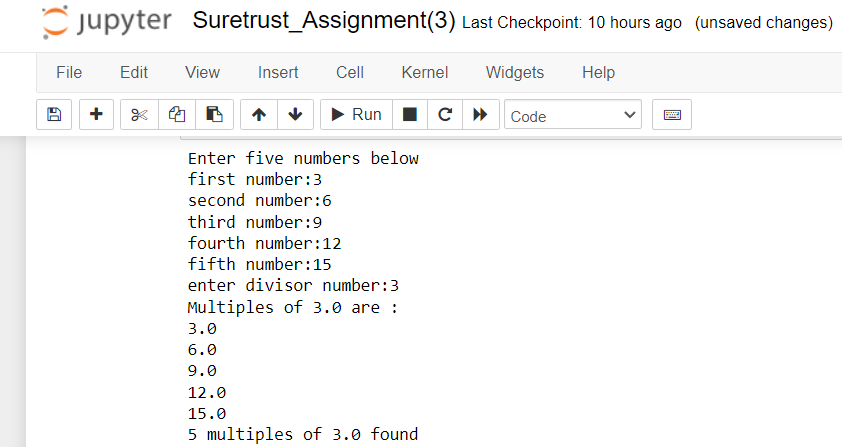 jupyter Suretrust_Assignment(3) Last Checkpoint: 10 hours ago (unsaved changes)
File Edit View Insert Cell Kernel Widgets Help
Run Code
Enter five numbers below
first number:3
second number:6
third number:9
fourth number:12
fifth number:15
enter divisor number:3
Multiples of 3.0 are :
3.0
6.0
9.0
12.0
15.0
5 multiples of 3.0 found